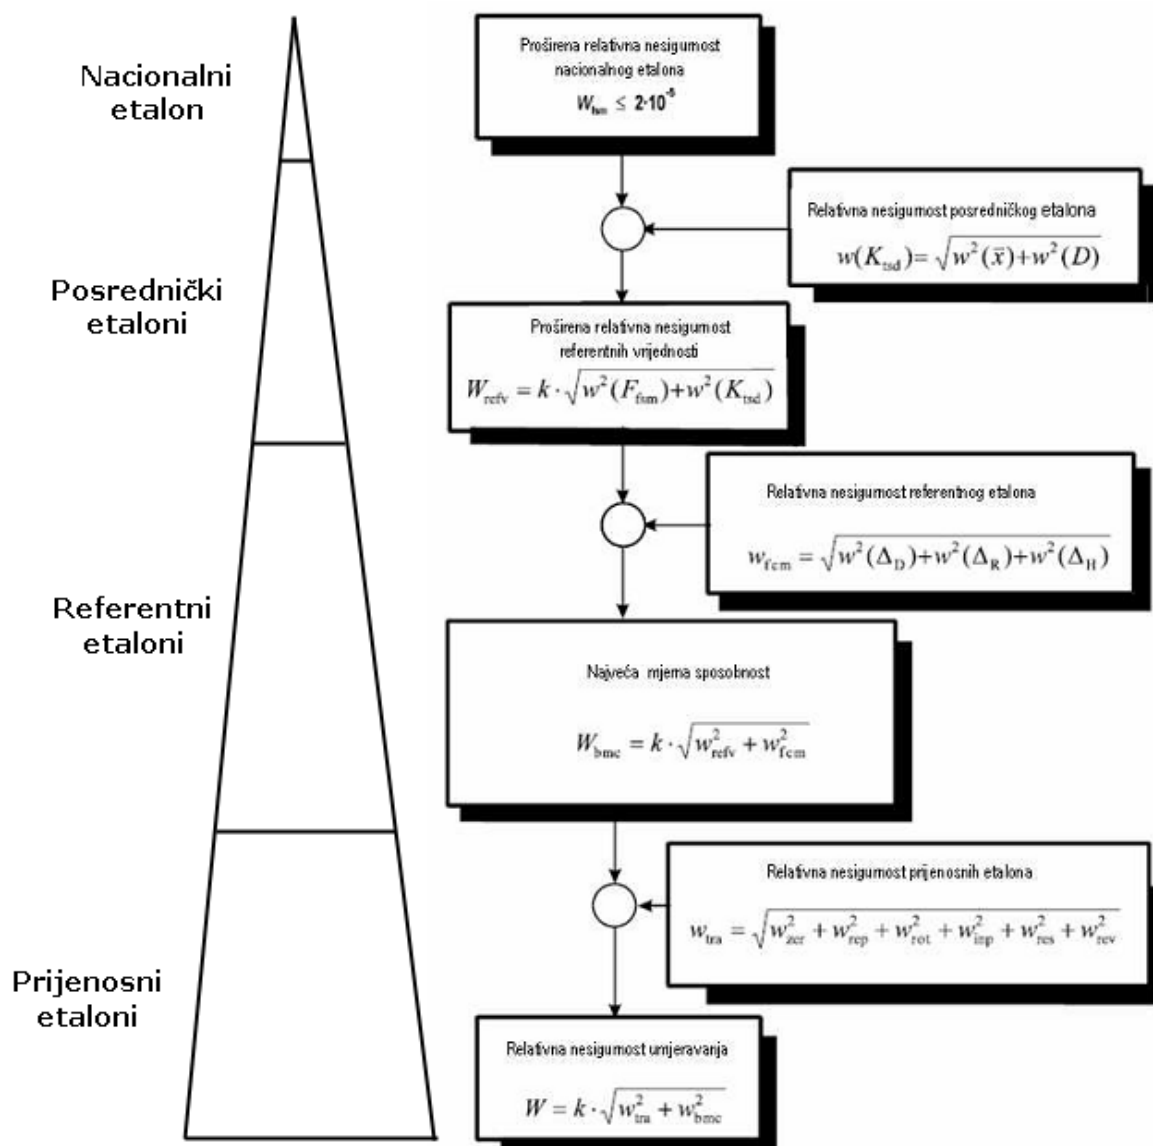 Nacionalni
etalon
Proširena relativna nesigurnost
nacionalnog etalona
W_fsm ≤ 2·10⁻⁵
Relativna nesigurnost posredničkog etalona
w(K_tsd)= √(w²(x̄)+w²(D))
Posrednički
etaloni
Proširena relativna nesigurnost
referentnih vrijednosti
W_refv = k · √(w²(F_fsm)+w²(K_tsd))
Relativna nesigurnost referentnog etalona
w_fcm = √(w²(Δ_D)+w²(Δ_R)+w²(Δ_H))
Referentni
etaloni
Najveća mjerna sposobnost
W_bmc = k · √(w²_refv + w²_fcm)
Relativna nesigurnost prijenosnih etalona
w_tra = √(w²_zer + w²_rep + w²_rot + w²_inp + w²_res + w²_rev)
Prijenosni
etaloni
Relativna nesigurnost umjeravanja
W = k · √(w²_tra + w²_bmc)